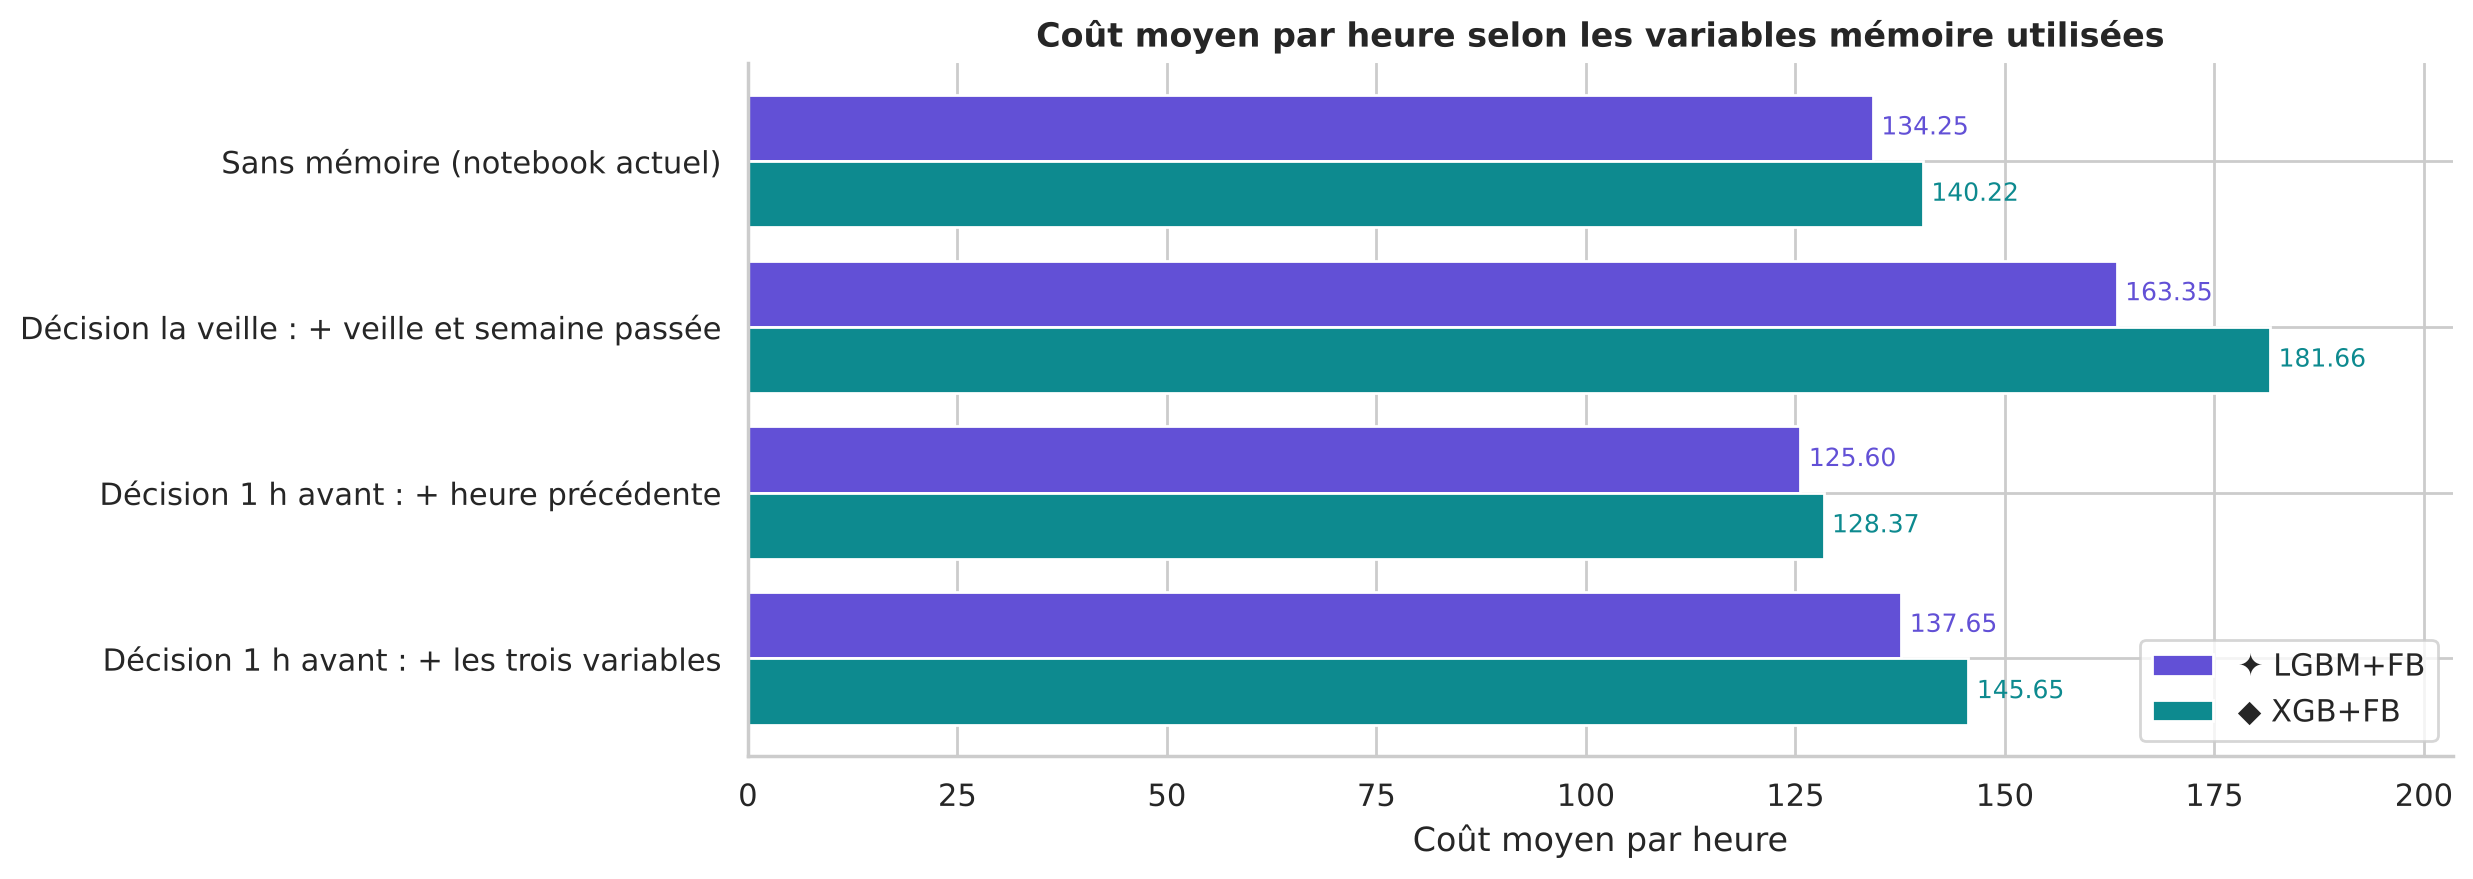 Coût moyen par heure selon les variables mémoire utilisées
Sans mémoire (notebook actuel)
134.25
140.22
Décision la veille : + veille et semaine passée
163.35
181.66
Décision 1 h avant : + heure précédente
125.60
128.37
Décision 1 h avant : + les trois variables
137.65
145.65
✦ LGBM+FB
◆ XGB+FB
0 25 50 75 100 125 150 175 200
Coût moyen par heure